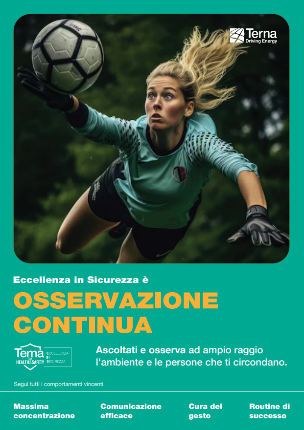 Terna
Driving Energy
Eccellenza in Sicurezza è
OSSERVAZIONE
CONTINUA
Terna
HEALTH&SAFETY
Ascoltati e osserva ad ampio raggio
l'ambiente e le persone che ti circondano.
Segui tutti i comportamenti vincenti
Massima
concentrazione
Comunicazione
efficace
Cura del
gesto
Routine di
successo